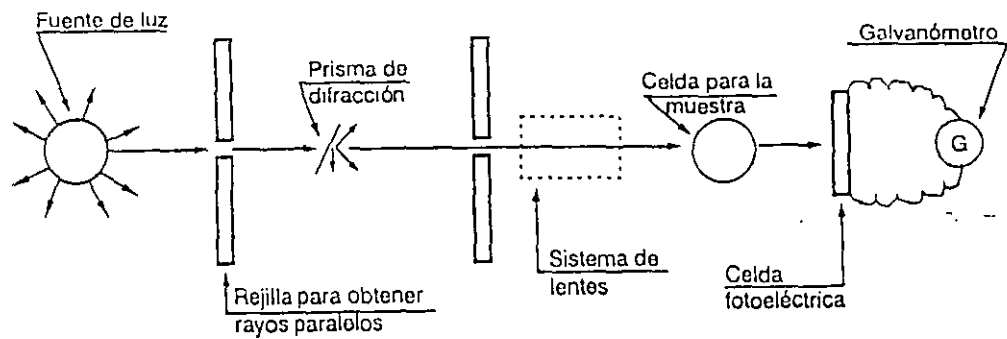 Fuente de luz
Galvanómetro
Prisma de
difracción
Celda para la
muestra
G
Sistema de
lentes
Celda
fotoeléctrica
Rejilla para obtener
rayos paralelos